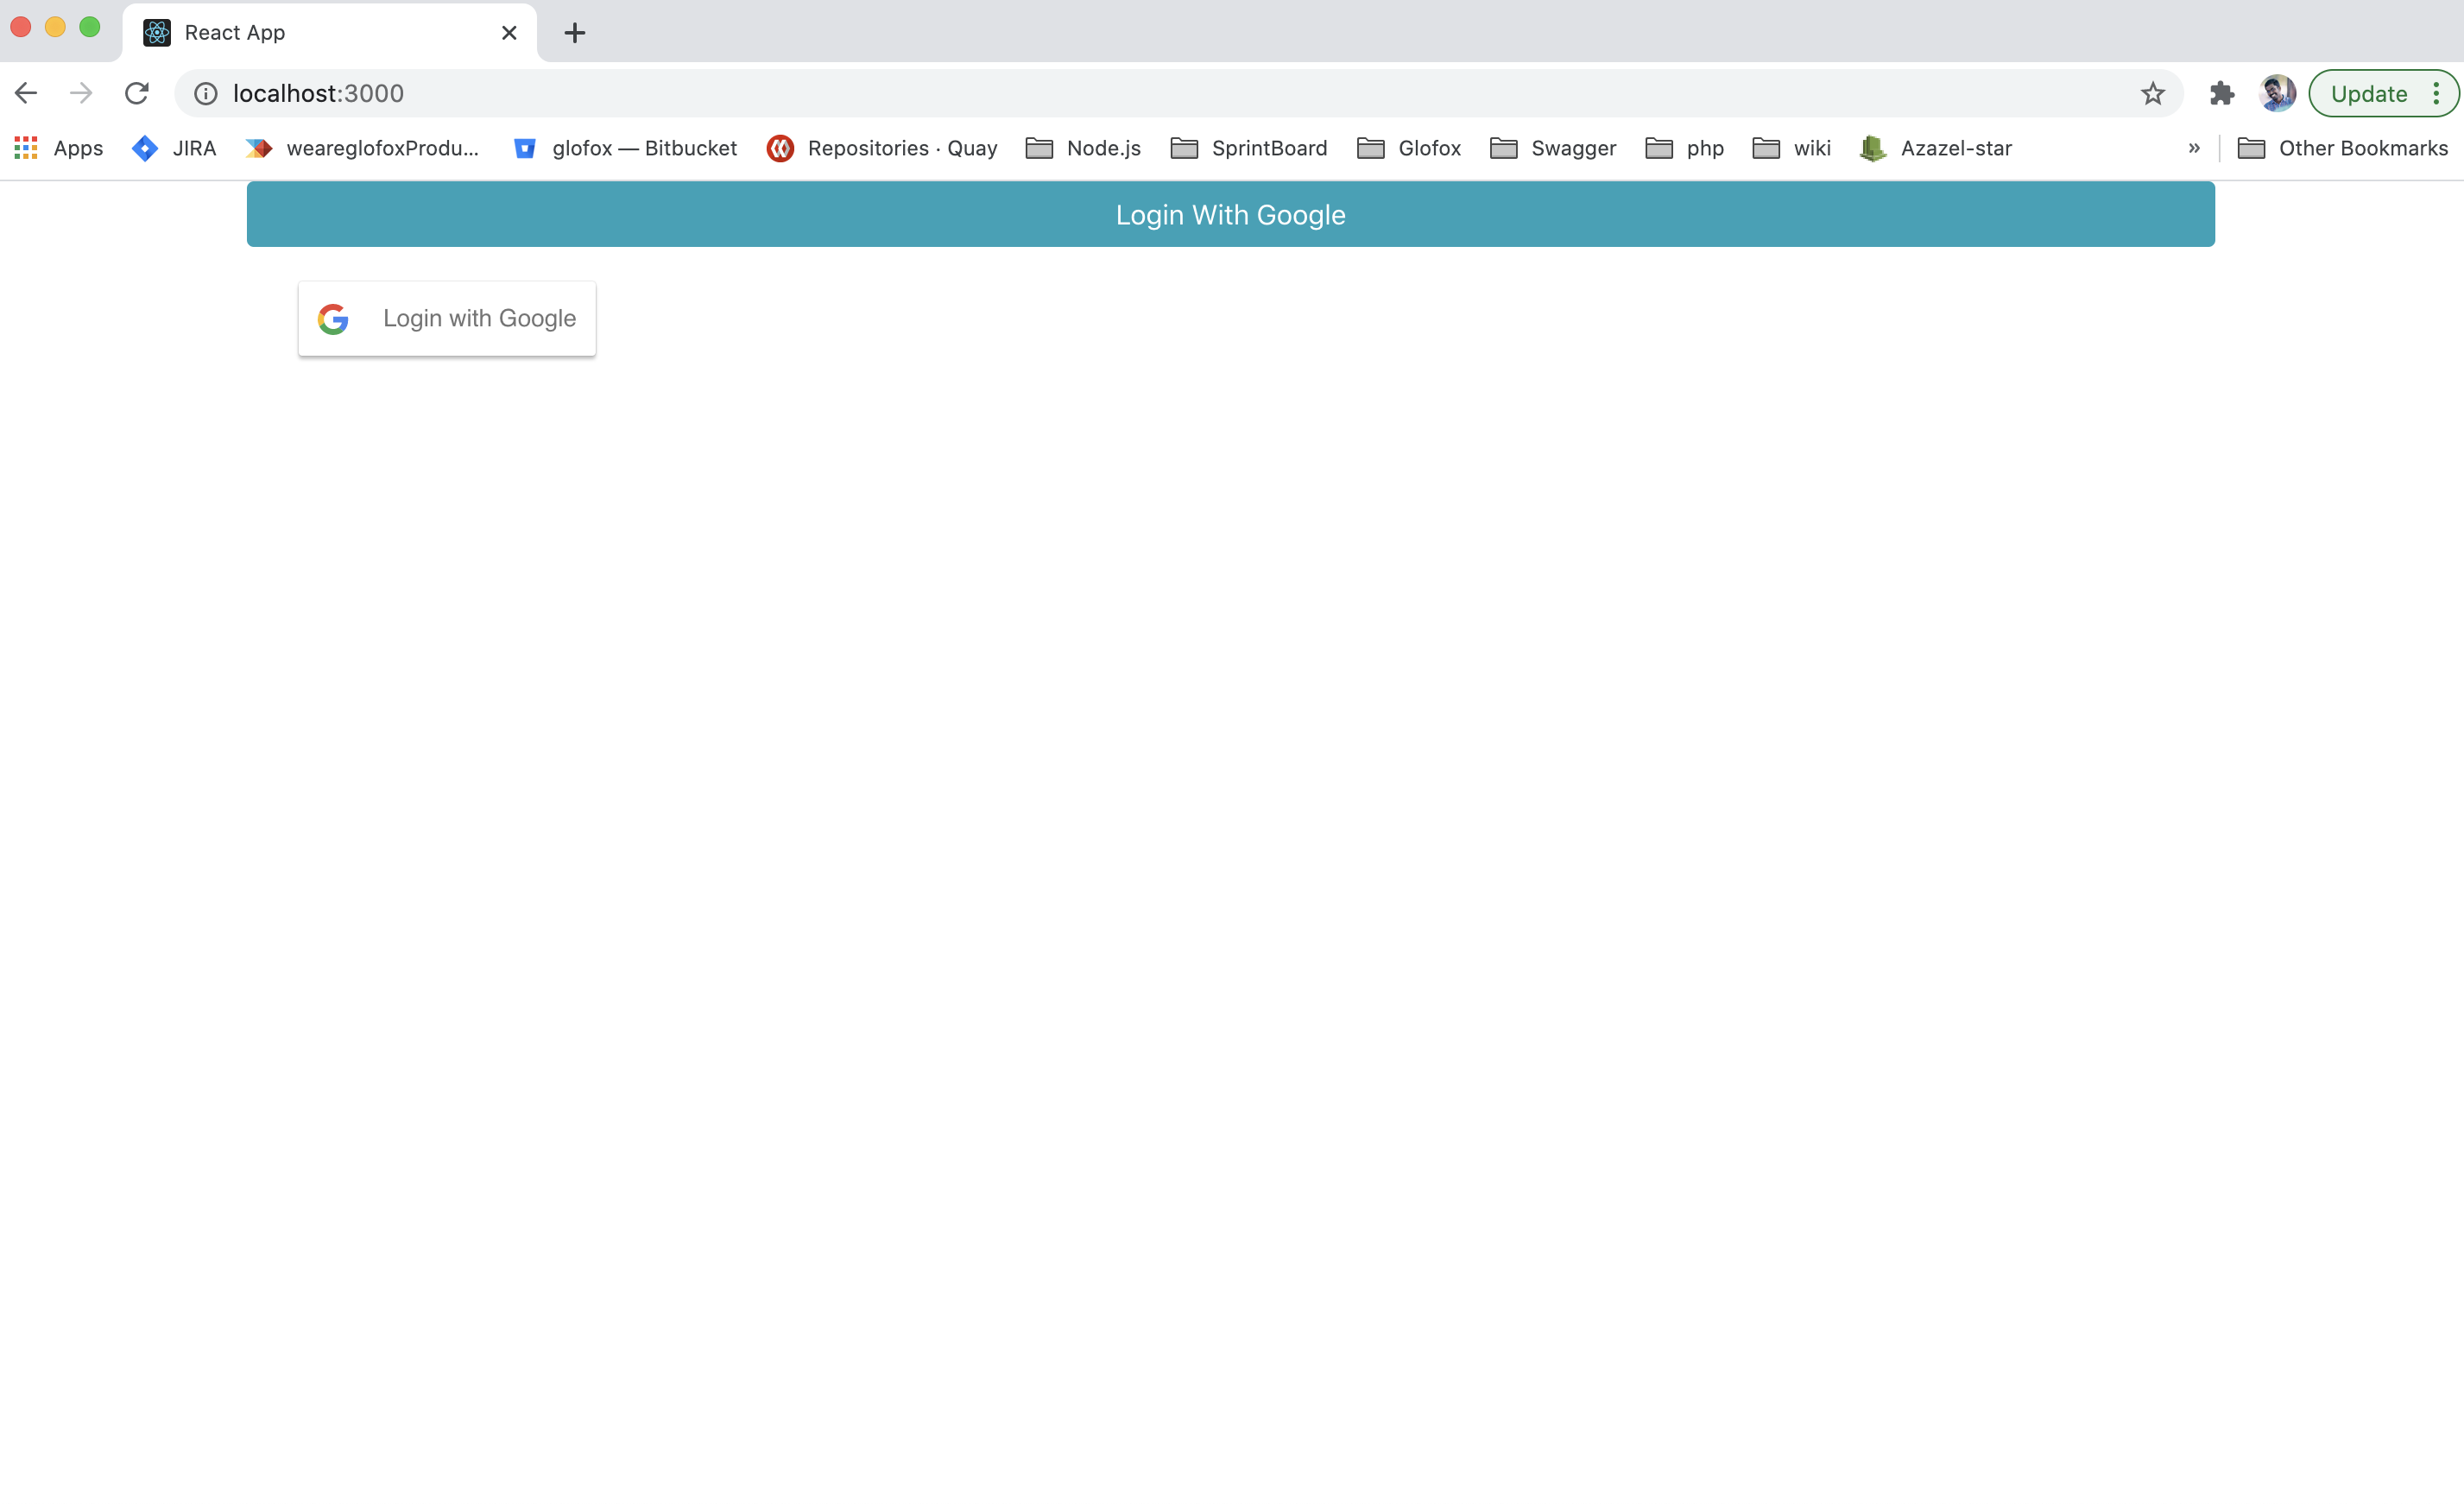 React App
localhost:3000
Update
Apps JIRA weareglofoxProdu... glofox — Bitbucket Repositories · Quay Node.js SprintBoard Glofox Swagger php wiki Azazel-star » Other Bookmarks
Login With Google
Login with Google